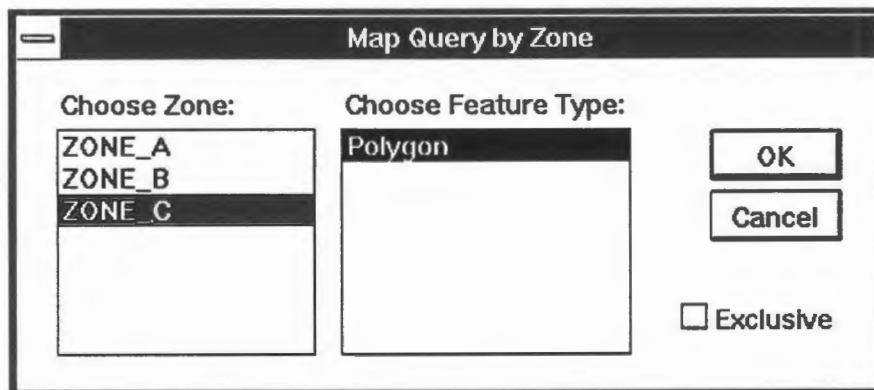 Map Query by Zone
Choose Zone:
ZONE_A
ZONE_B
ZONE_C
Choose Feature Type:
Polygon
OK
Cancel
Exclusive